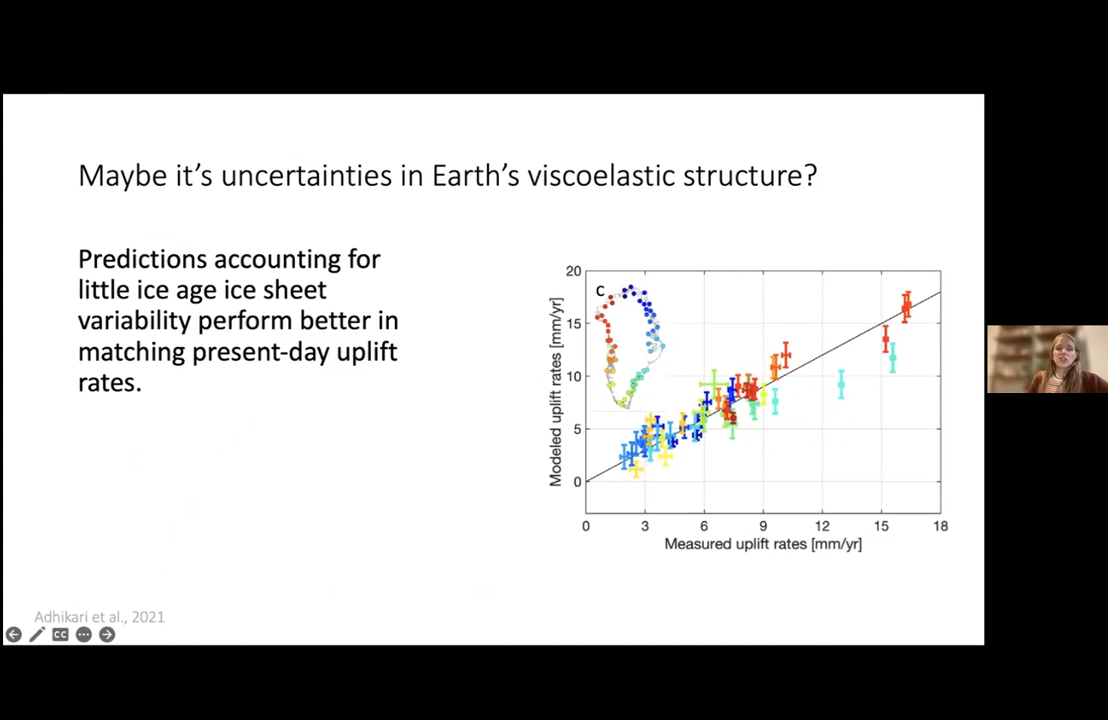 Maybe it's uncertainties in Earth's viscoelastic structure?
Predictions accounting for
little ice age ice sheet
variability perform better in
matching present-day uplift
rates.
C
20
15
10
5
0
Modeled uplift rates [mm/yr]
0 3 6 9 12 15 18
Measured uplift rates [mm/yr]
Adhikari et al., 2021
CC